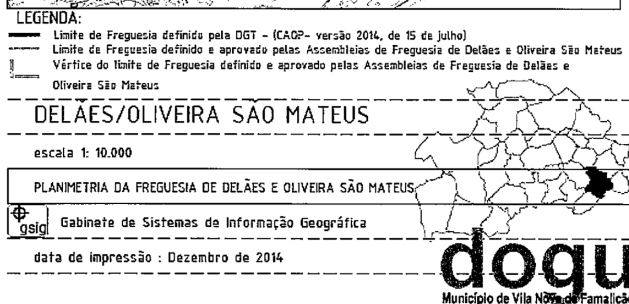 LEGENDA:
Limite de Freguesia definido pela DGT - (CAOP- versão 2014, de 15 de julho)
Limite de Freguesia definido e aprovado pelas Assembleias de Freguesia de Delães e Oliveira São Mateus
Vértice do limite de Freguesia definido e aprovado pelas Assembleias de Freguesia de Delães e
Oliveira São Mateus
DELÃES/OLIVEIRA SÃO MATEUS
escala 1: 10.000
PLANIMETRIA DA FREGUESIA DE DELÃES E OLIVEIRA SÃO MATEUS
gsig Gabinete de Sistemas de Informação Geográfica
data de impressão : Dezembro de 2014
dogu
Município de Vila Nova de Famalicã